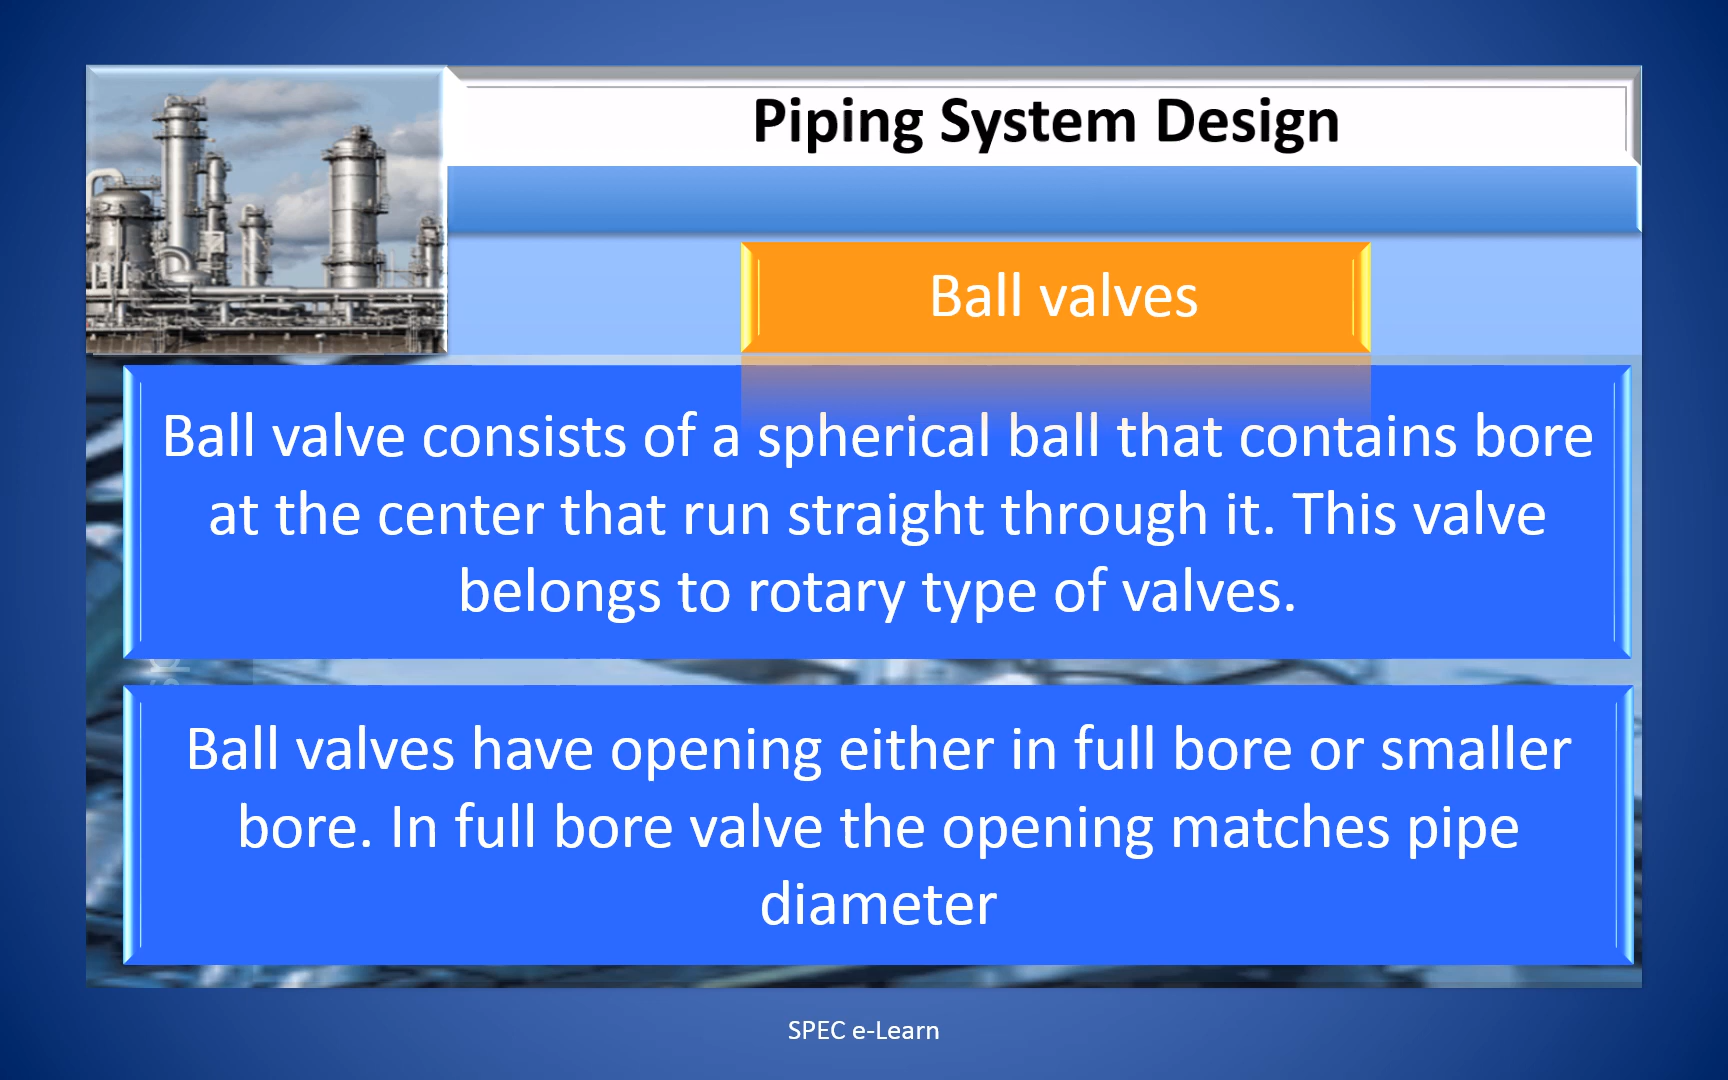 Piping System Design
Ball valves
Ball valve consists of a spherical ball that contains bore
at the center that run straight through it. This valve
belongs to rotary type of valves.
Ball valves have opening either in full bore or smaller
bore. In full bore valve the opening matches pipe
diameter
SPEC e-Learn